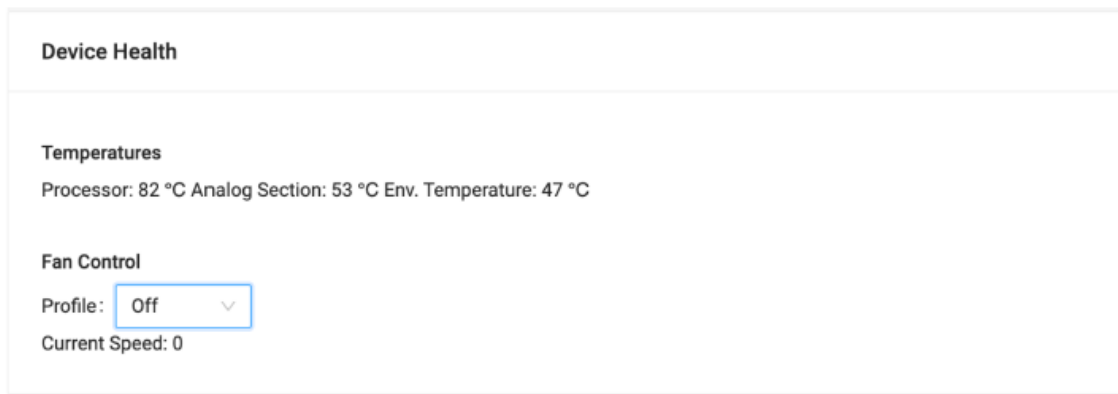 Device Health
Temperatures
Processor: 82 °C Analog Section: 53 °C Env. Temperature: 47 °C
Fan Control
Profile: Off
Current Speed: 0